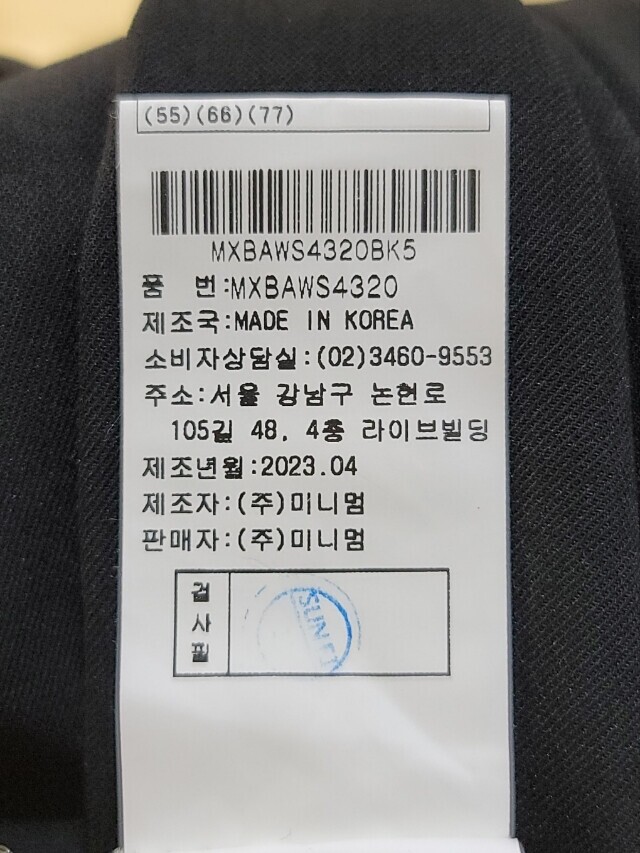 (55)(66)(77)
MXBAWS4320BK5
품 번:MXBAWS4320
제조국:MADE IN KOREA
소비자상담실:(02)3460-9553
주소:서울 강남구 논현로
105길 48, 4층 라이브빌딩
제조년월:2023.04
제조자:(주)미니멈
판매자:(주)미니멈
검사필